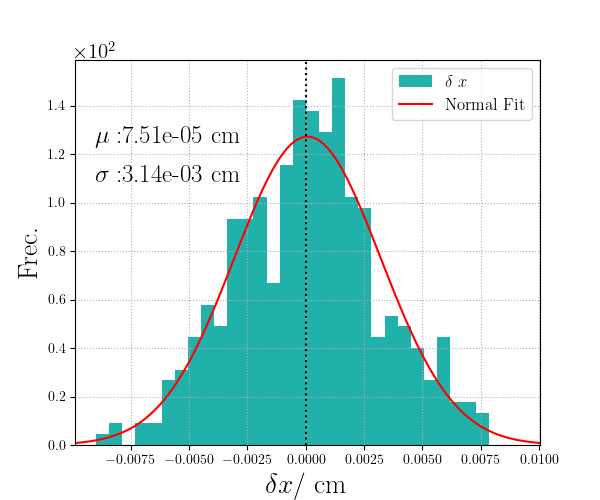 ×10²
δ x
Normal Fit
μ :7.51e-05 cm
σ :3.14e-03 cm
Frec.
1.4
1.2
1.0
0.8
0.6
0.4
0.2
0.0
−0.0075 −0.0050 −0.0025 0.0000 0.0025 0.0050 0.0075 0.0100
δx/ cm